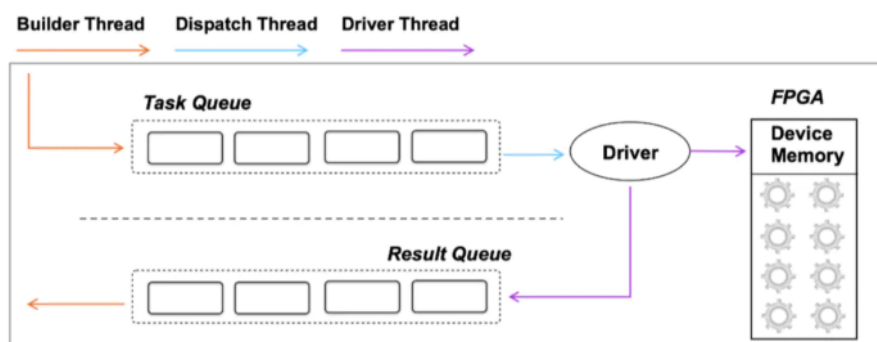 Builder Thread Dispatch Thread Driver Thread
Task Queue
FPGA
Device
Memory
Driver
Result Queue